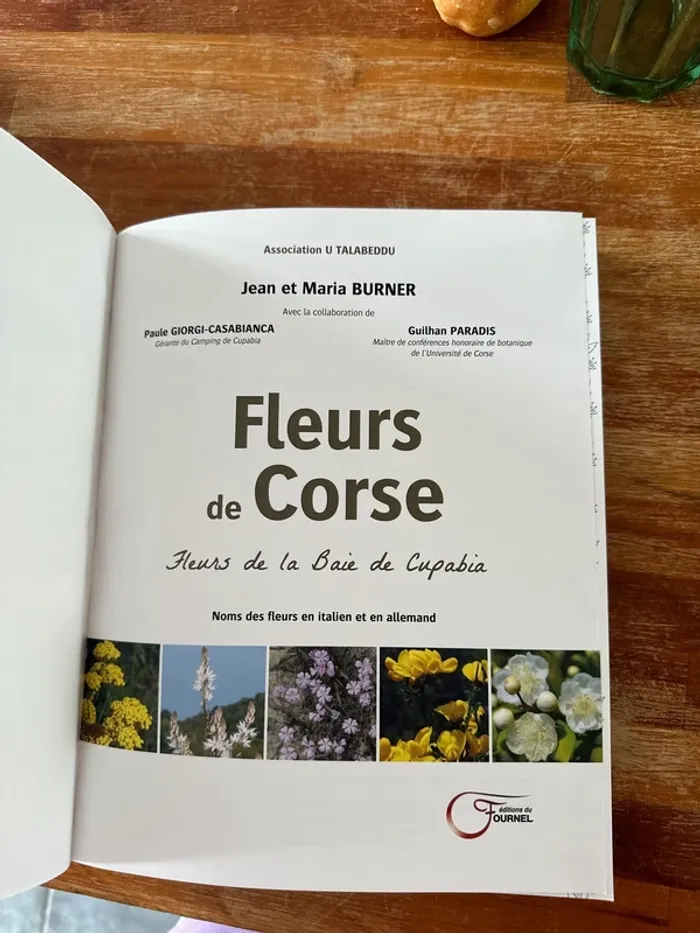 Association U TALABEDDU
Jean et Maria BURNER
Avec la collaboration de
Paule GIORGI-CASABIANCA
Gérante du Camping de Cupabia
Guilhan PARADIS
Maître de conférences honoraire de botanique
de l'Université de Corse
Fleurs
de Corse
Fleurs de la Baie de Cupabia
Noms des fleurs en italien et en allemand
éditions du
FOURNEL